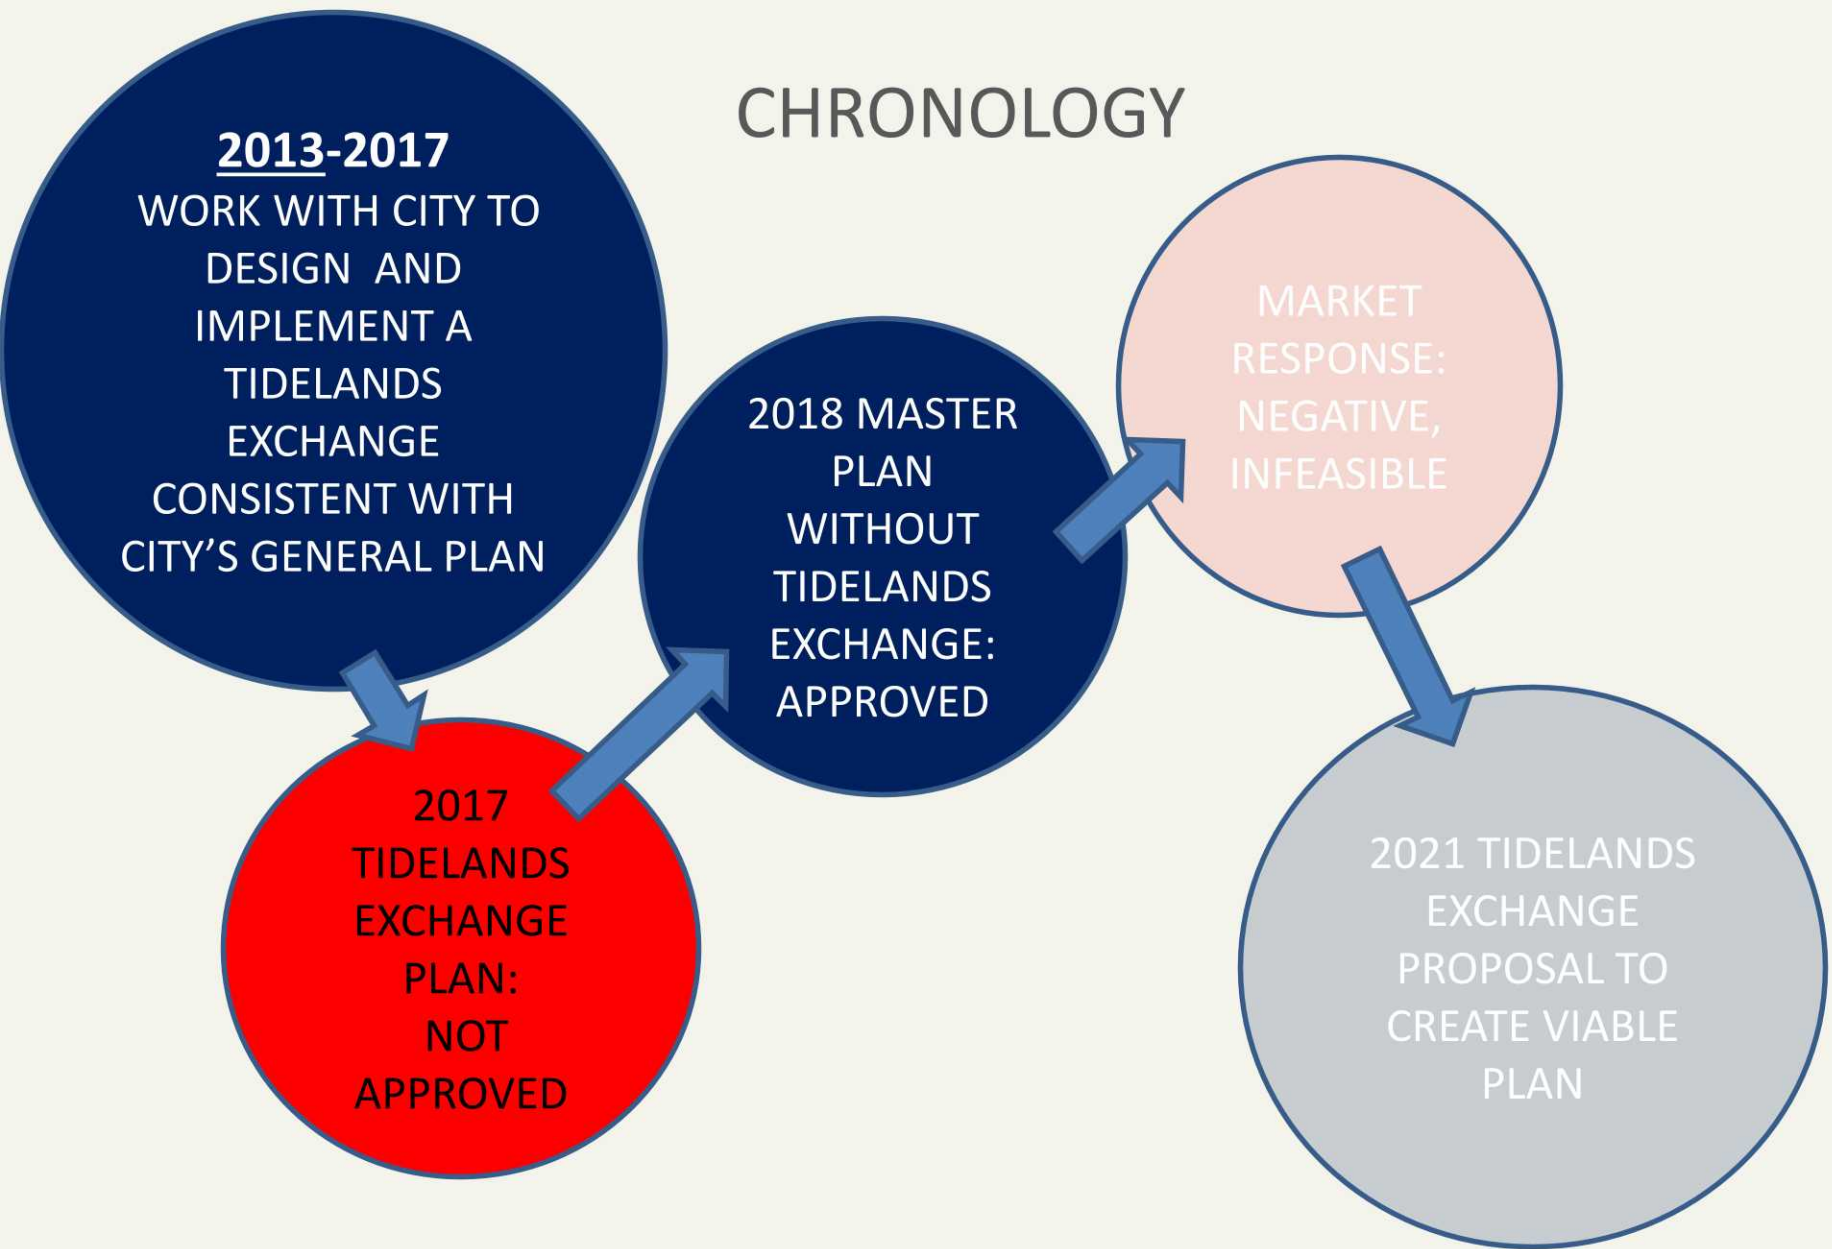 CHRONOLOGY
2013-2017
WORK WITH CITY TO
DESIGN AND
IMPLEMENT A
TIDELANDS
EXCHANGE
CONSISTENT WITH
CITY’S GENERAL PLAN
2017
TIDELANDS
EXCHANGE
PLAN:
NOT
APPROVED
2018 MASTER
PLAN
WITHOUT
TIDELANDS
EXCHANGE:
APPROVED
MARKET
RESPONSE:
NEGATIVE,
INFEASIBLE
2021 TIDELANDS
EXCHANGE
PROPOSAL TO
CREATE VIABLE
PLAN